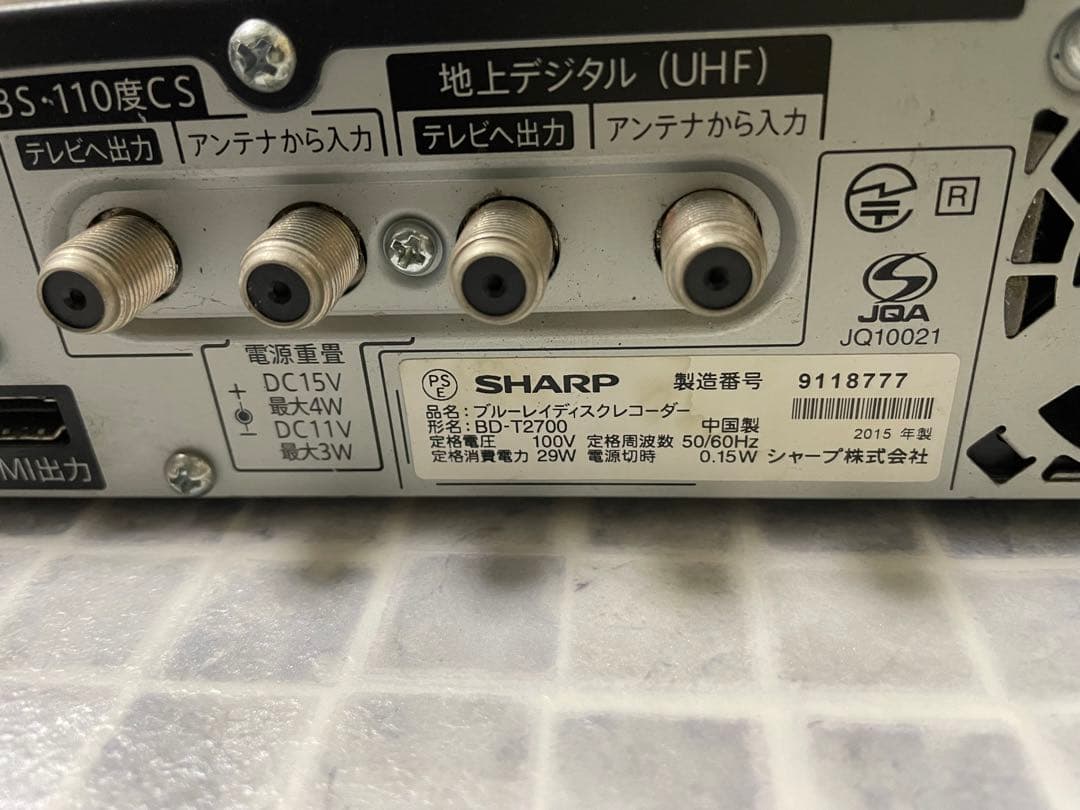 BS・110度CS
テレビへ出力
アンテナから入力
地上デジタル（UHF）
テレビへ出力
アンテナから入力
R
JQA
JQ10021
電源重畳
+
DC15V
最大4W
DC11V
−
最大3W
MI出力
PS
E
SHARP 製造番号 9118777
品名：ブルーレイディスクレコーダー
形名：BD-T2700 中国製
2015 年製
定格電圧 100V 定格周波数 50/60Hz
定格消費電力 29W 電源切時 0.15W シャープ株式会社